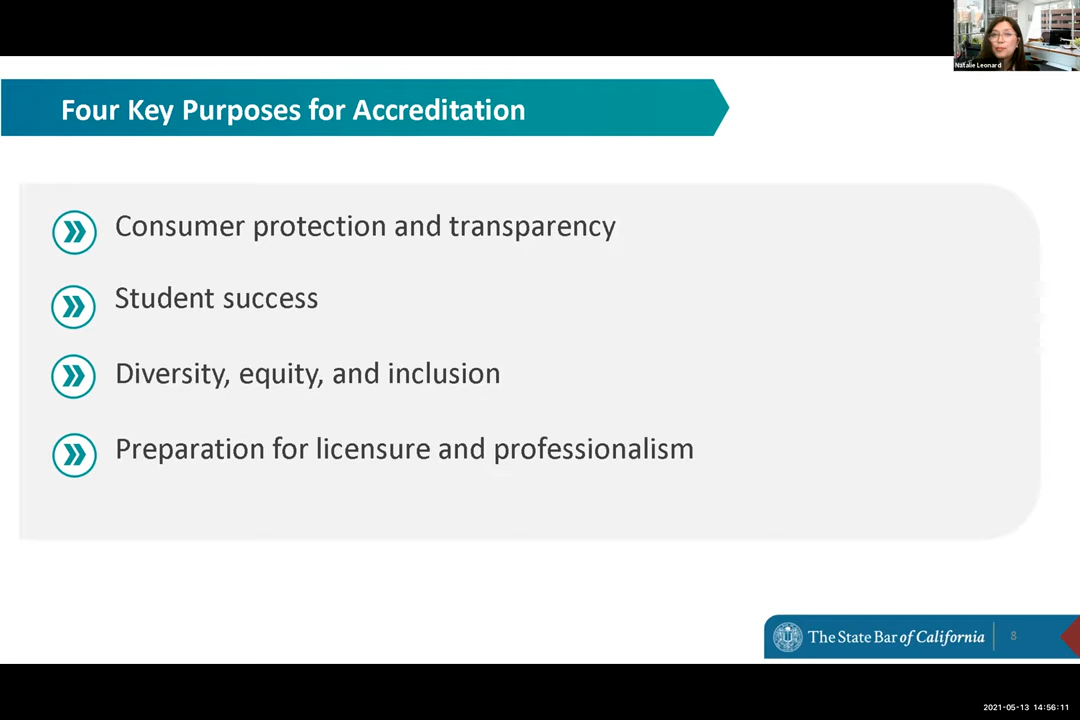 Natalie Leonard
Four Key Purposes for Accreditation
Consumer protection and transparency
Student success
Diversity, equity, and inclusion
Preparation for licensure and professionalism
The State Bar of California
8
2021-05-13 14:56:11